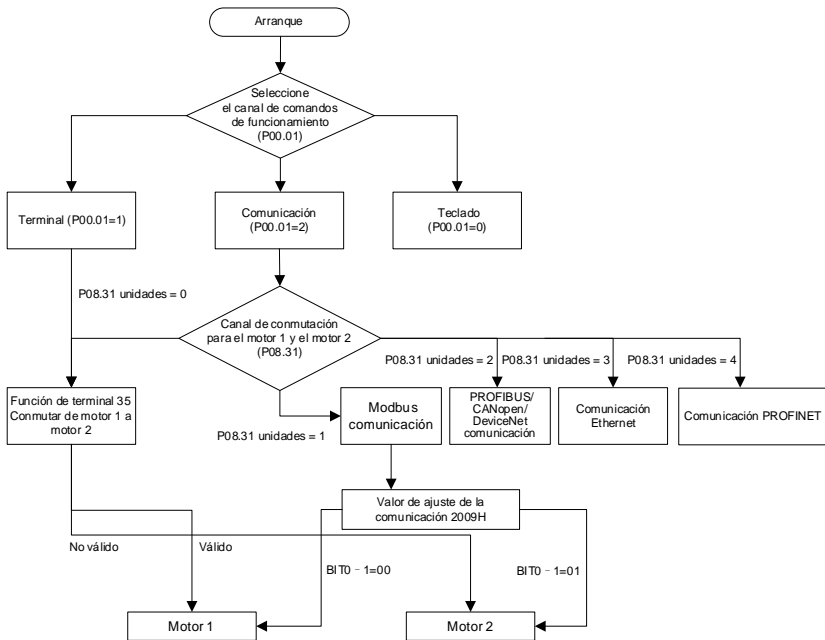 Arranque
Seleccione
el canal de comandos
de funcionamiento
(P00.01)
Terminal (P00.01=1)
Comunicación
(P00.01=2)
Teclado
(P00.01=0)
P08.31 unidades = 0
Canal de conmutación
para el motor 1 y el motor 2
(P08.31)
P08.31 unidades = 2
P08.31 unidades = 3
P08.31 unidades = 4
Función de terminal 35
Conmutar de motor 1 a
motor 2
P08.31 unidades = 1
Modbus
comunicación
PROFIBUS/
CANopen/
DeviceNet
comunicación
Comunicación
Ethernet
Comunicación PROFINET
Valor de ajuste de la
comunicación 2009H
No válido
Válido
BIT0 - 1=00
BIT0 - 1=01
Motor 1
Motor 2